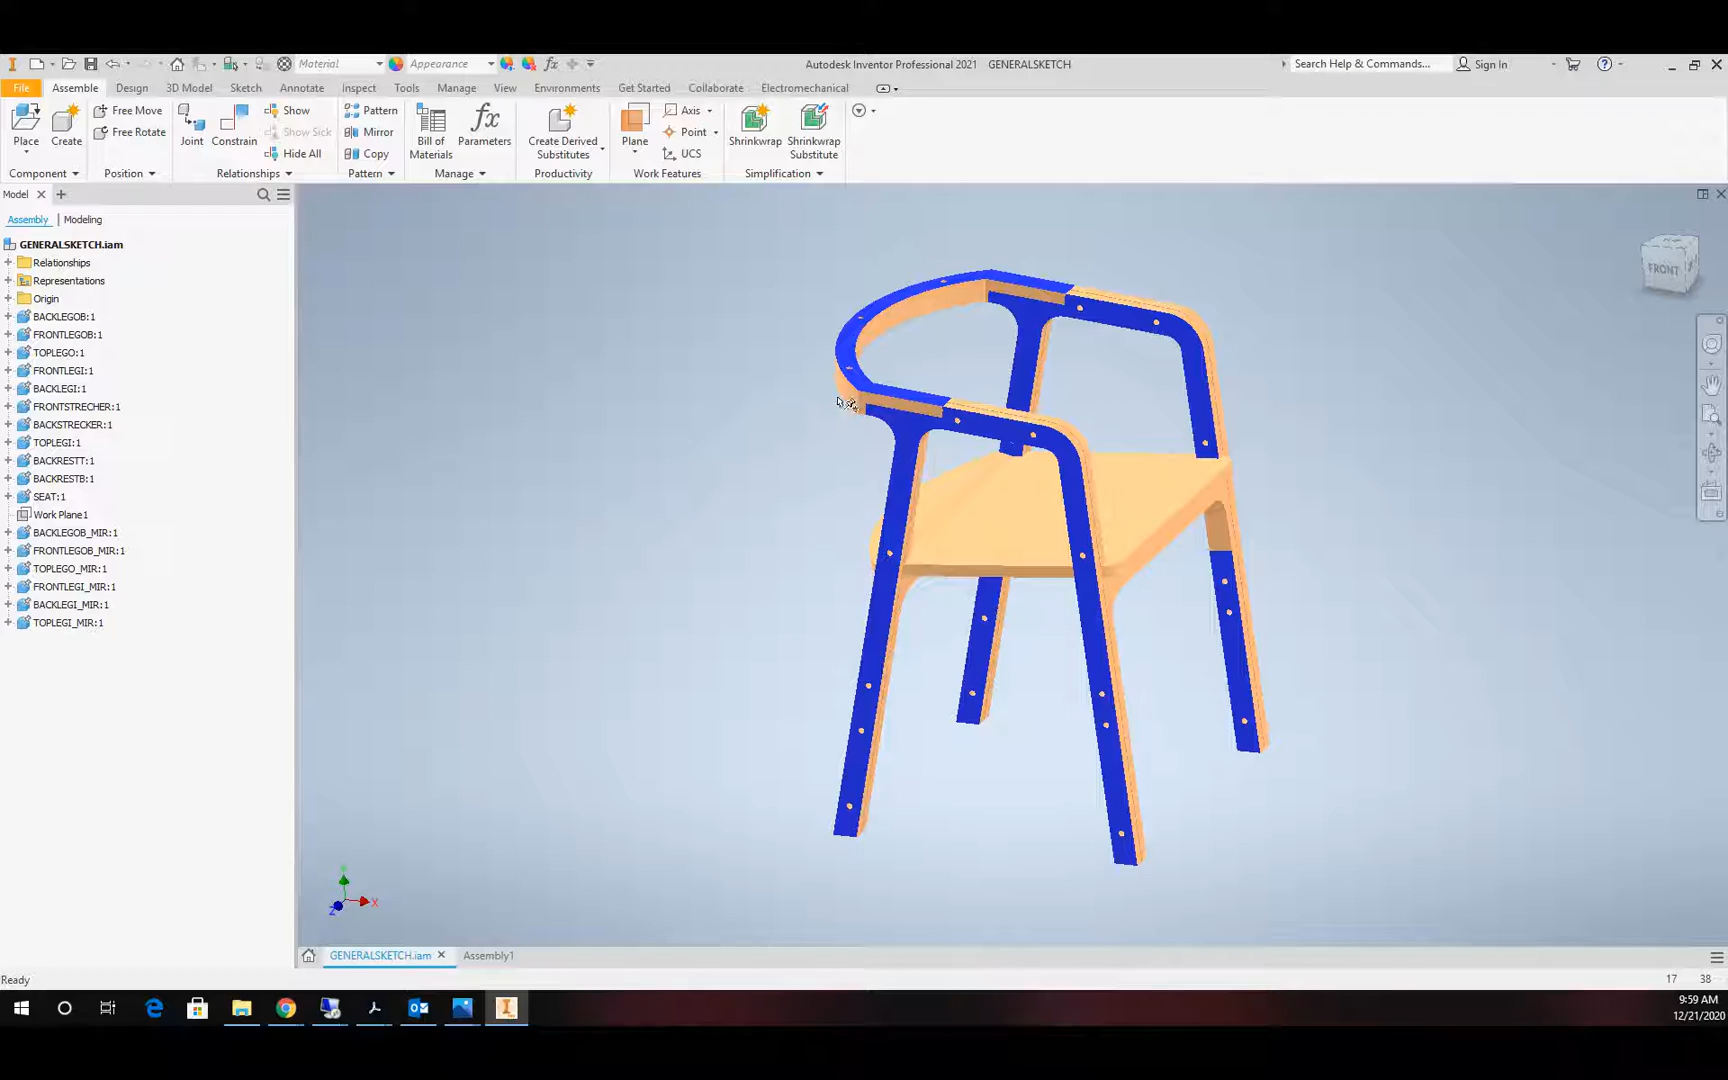 Material
Appearance
Autodesk Inventor Professional 2021 GENERALSKETCH
Search Help & Commands...
Sign In
File Assemble Design 3D Model Sketch Annotate Inspect Tools Manage View Environments Get Started Collaborate Electromechanical
Place
Create
Free Move
Free Rotate
Joint
Constrain
Show
Show Sick
Hide All
Pattern
Mirror
Copy
Bill of
Materials
fx
Parameters
Create Derived
Substitutes
Plane
Axis
Point
UCS
Shrinkwrap
Shrinkwrap
Substitute
Component
Position
Relationships
Pattern
Manage
Productivity
Work Features
Simplification
Model
Assembly | Modeling
GENERALSKETCH.iam
Relationships
Representations
Origin
BACKLEGOB:1
FRONTLEGOB:1
TOPLEGO:1
FRONTLEGI:1
BACKLEGI:1
FRONTSTRECHER:1
BACKSTRECKER:1
TOPLEGI:1
BACKRESTT:1
BACKRESTB:1
SEAT:1
Work Plane1
BACKLEGOB_MIR:1
FRONTLEGOB_MIR:1
TOPLEGO_MIR:1
FRONTLEGI_MIR:1
BACKLEGI_MIR:1
TOPLEGI_MIR:1
FRONT
X
Z
GENERALSKETCH.iam
Assembly1
Ready
17 38
9:59 AM
12/21/2020